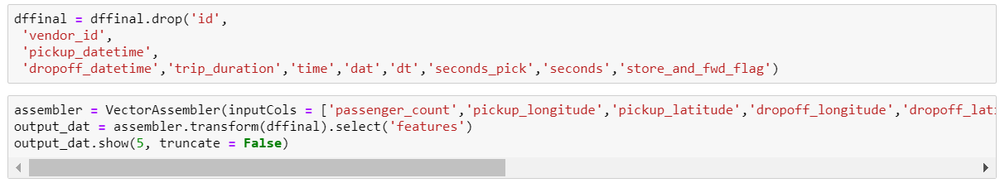 dffinal = dffinal.drop('id',
'vendor_id',
'pickup_datetime',
'dropoff_datetime','trip_duration','time','dat','dt','seconds_pick','seconds','store_and_fwd_flag')
assembler = VectorAssembler(inputCols = ['passenger_count','pickup_longitude','pickup_latitude','dropoff_longitude','dropoff_lati
output_dat = assembler.transform(dffinal).select('features')
output_dat.show(5, truncate = False)